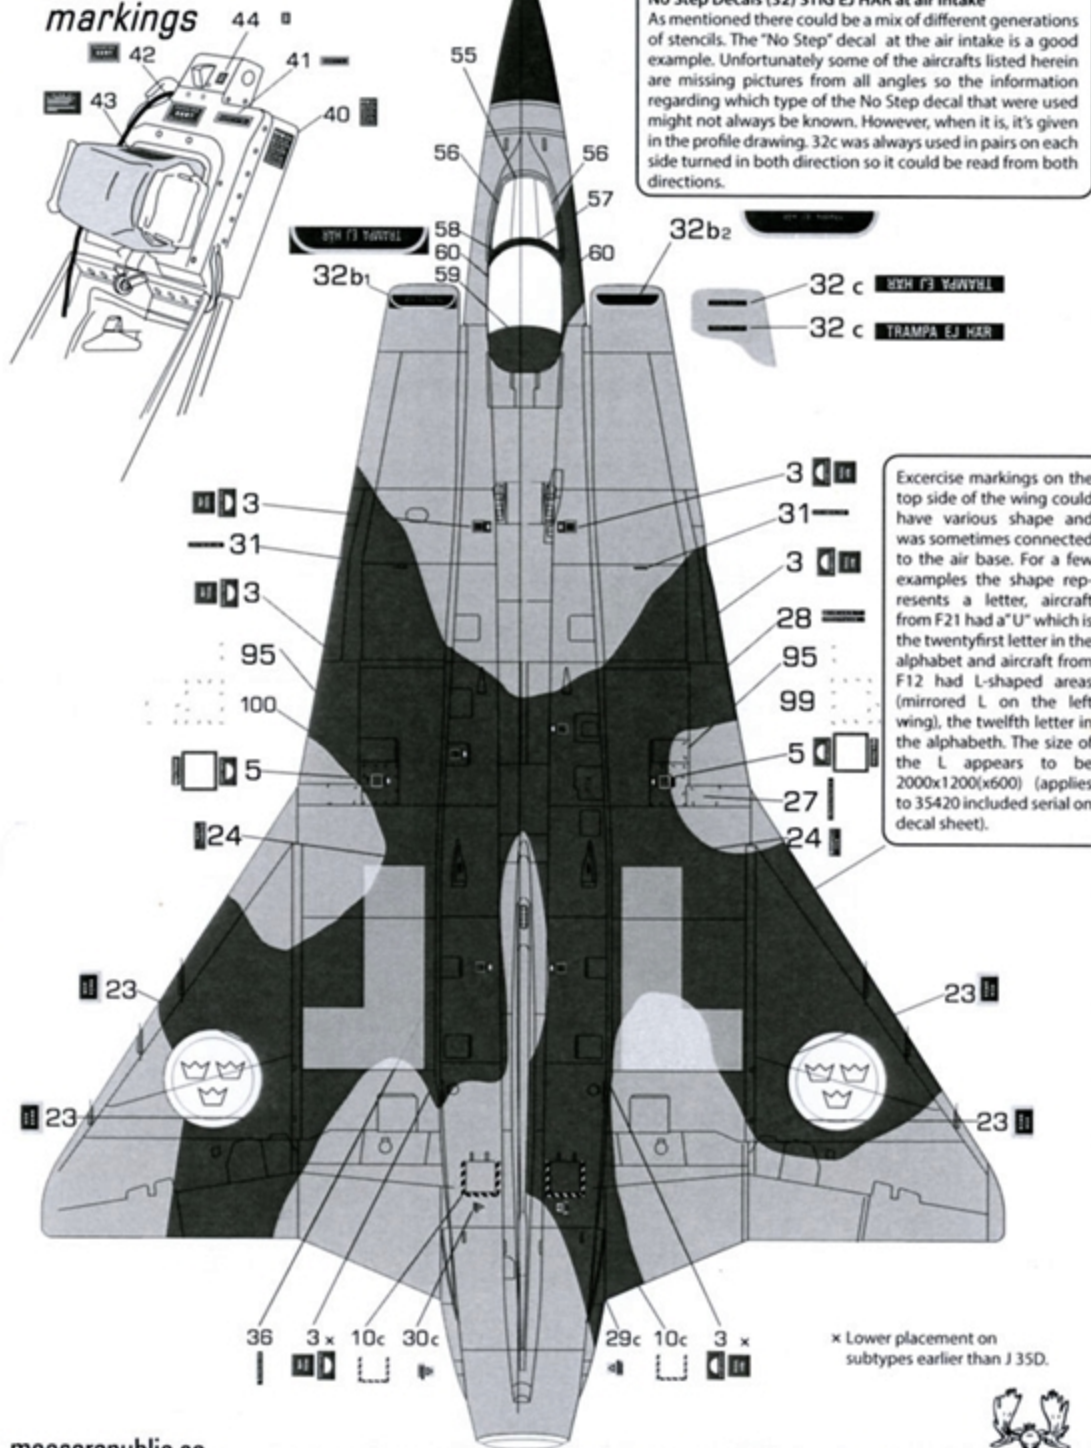 markings
44
42
41
43
40
No Step Decals (32) STIG EJ HÄR at air intake
As mentioned there could be a mix of different generations
of stencils. The "No Step" decal at the air intake is a good
example. Unfortunately some of the aircrafts listed herein
are missing pictures from all angles so the information
regarding which type of the No Step decal that were used
might not always be known. However, when it is, it's given
in the profile drawing. 32c was always used in pairs on each
side turned in both direction so it could be read from both
directions.
55
56
56
57
58
60
60
59
TRAMPA EJ HÄR
TRAMPA EJ HÄR
32b1
32b2
32 c
TRAMPA EJ HÄR
32 c
TRAMPA EJ HÄR
3
3
31
31
3
3
28
95
95
100
99
5
5
27
24
24
Excercise markings on the
top side of the wing could
have various shape and
was sometimes connected
to the air base. For a few
examples the shape rep-
resents a letter, aircraft
from F21 had a"U" which is
the twentyfirst letter in the
alphabet and aircraft from
F12 had L-shaped areas
(mirrored L on the left
wing), the twelfth letter in
the alphabeth. The size of
the L appears to be
2000x1200(x600) (applies
to 35420 included serial on
decal sheet).
23
23
23
23
36
3 x
10c
30c
29c
10c
3 x
x Lower placement on
subtypes earlier than J 35D.